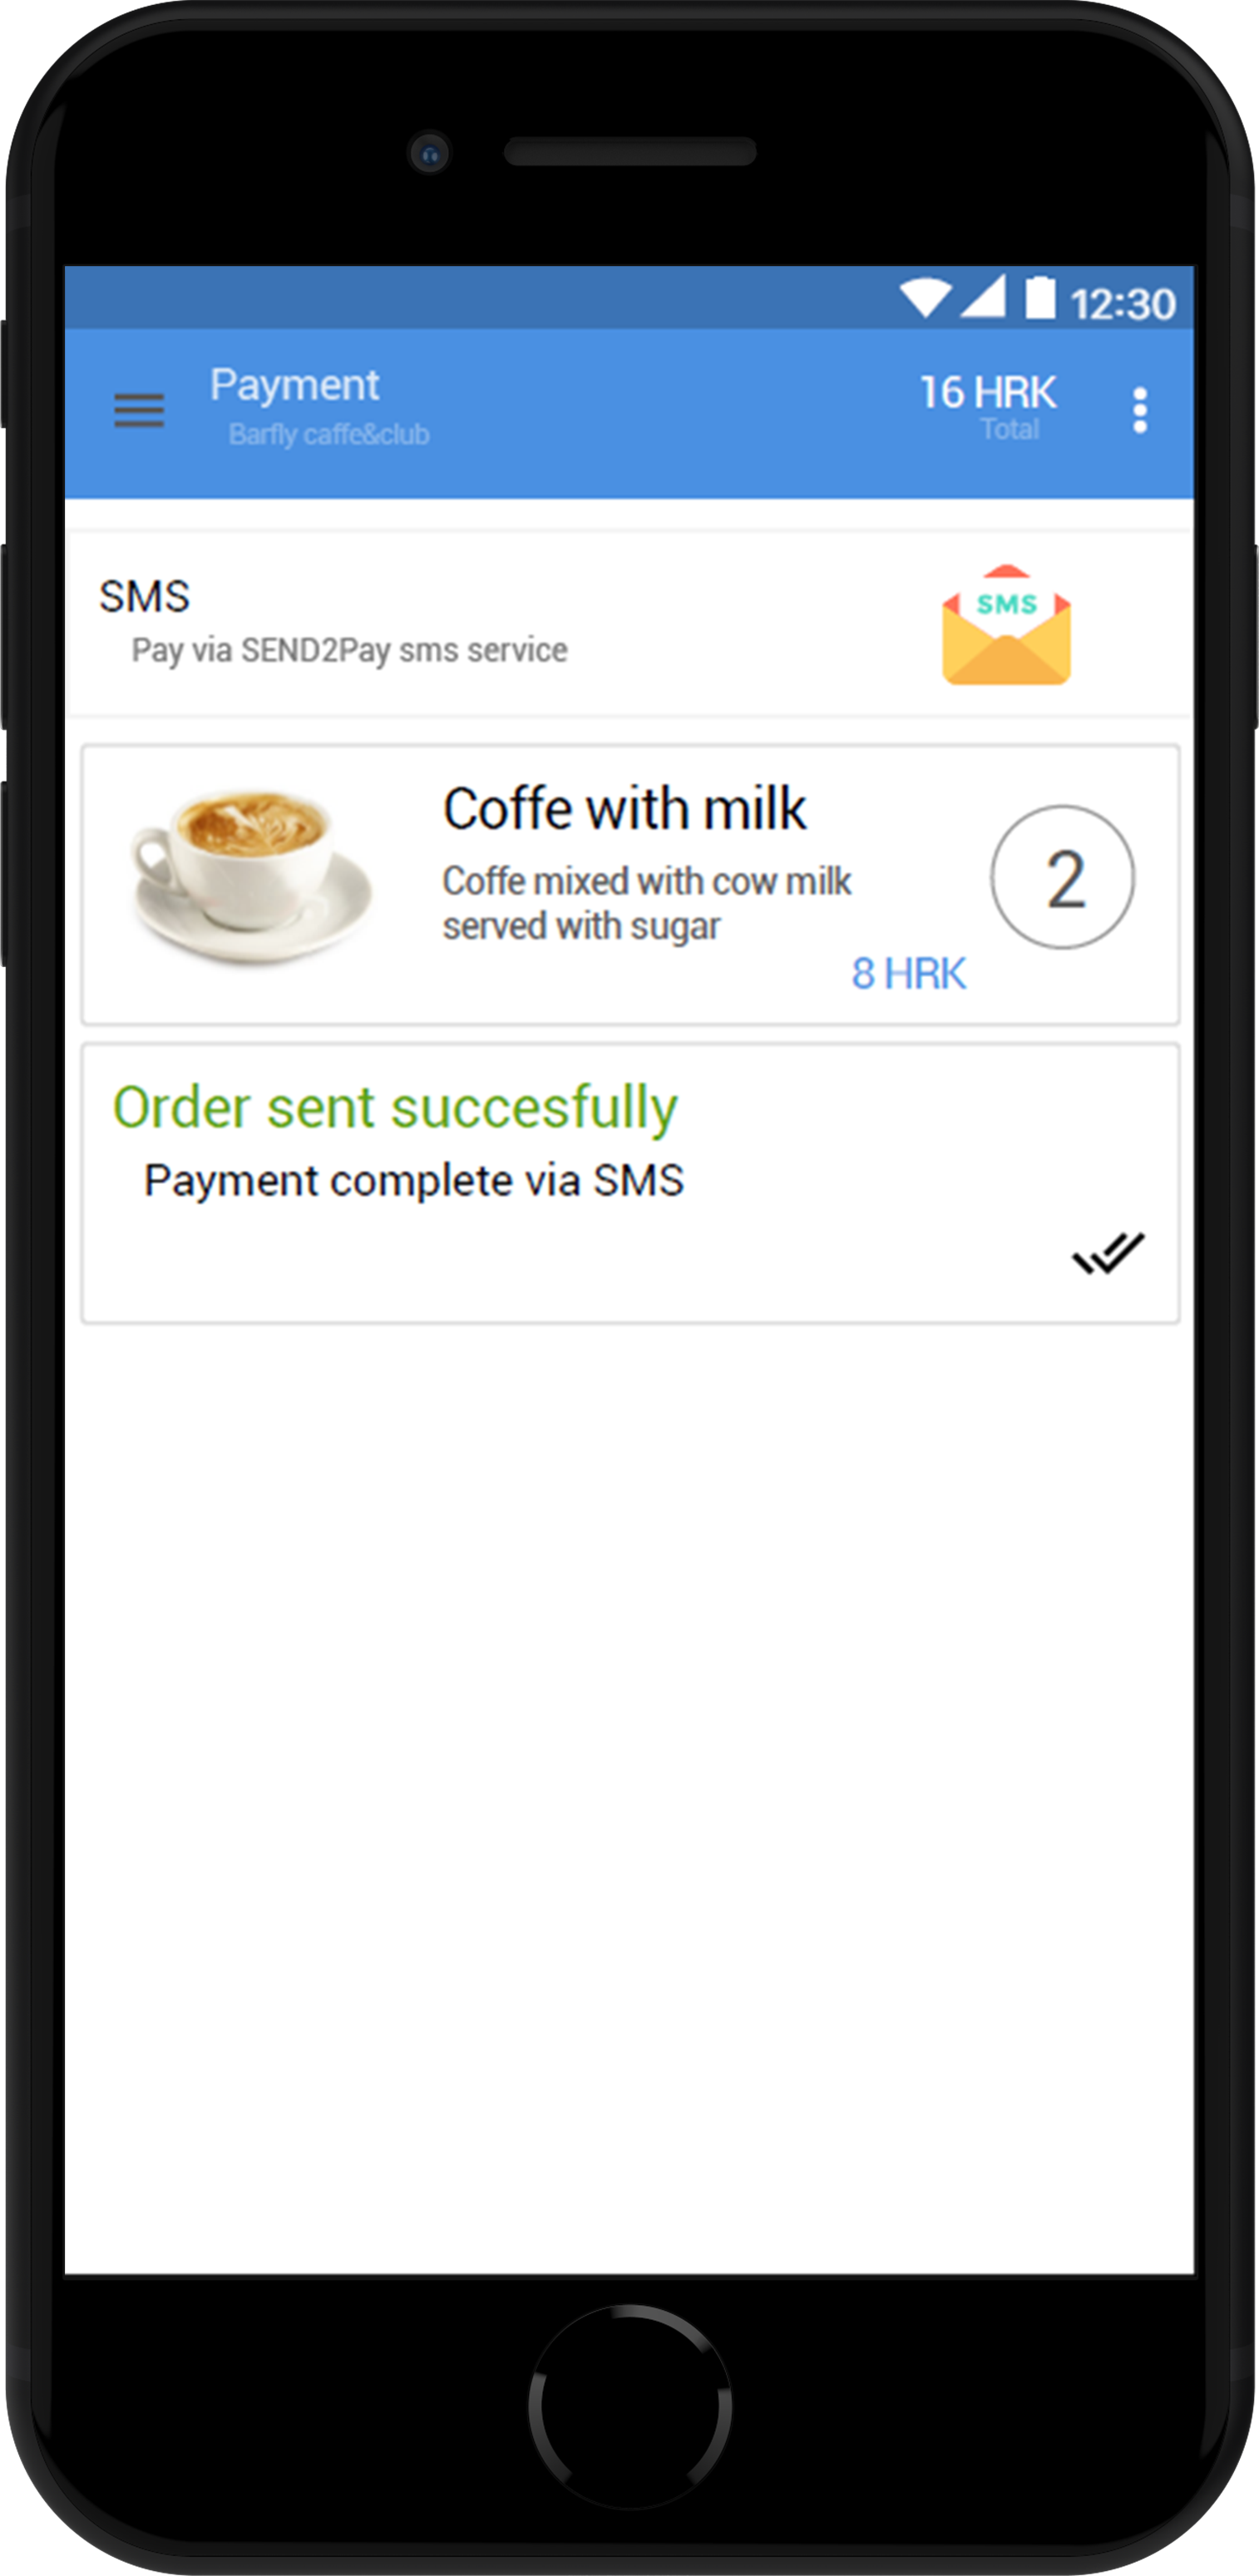 12:30
Payment
16 HRK
Barfly caffe&club
Total
SMS
Pay via SEND2Pay sms service
SMS
Coffe with milk
Coffe mixed with cow milk
served with sugar
2
8 HRK
Order sent succesfully
Payment complete via SMS